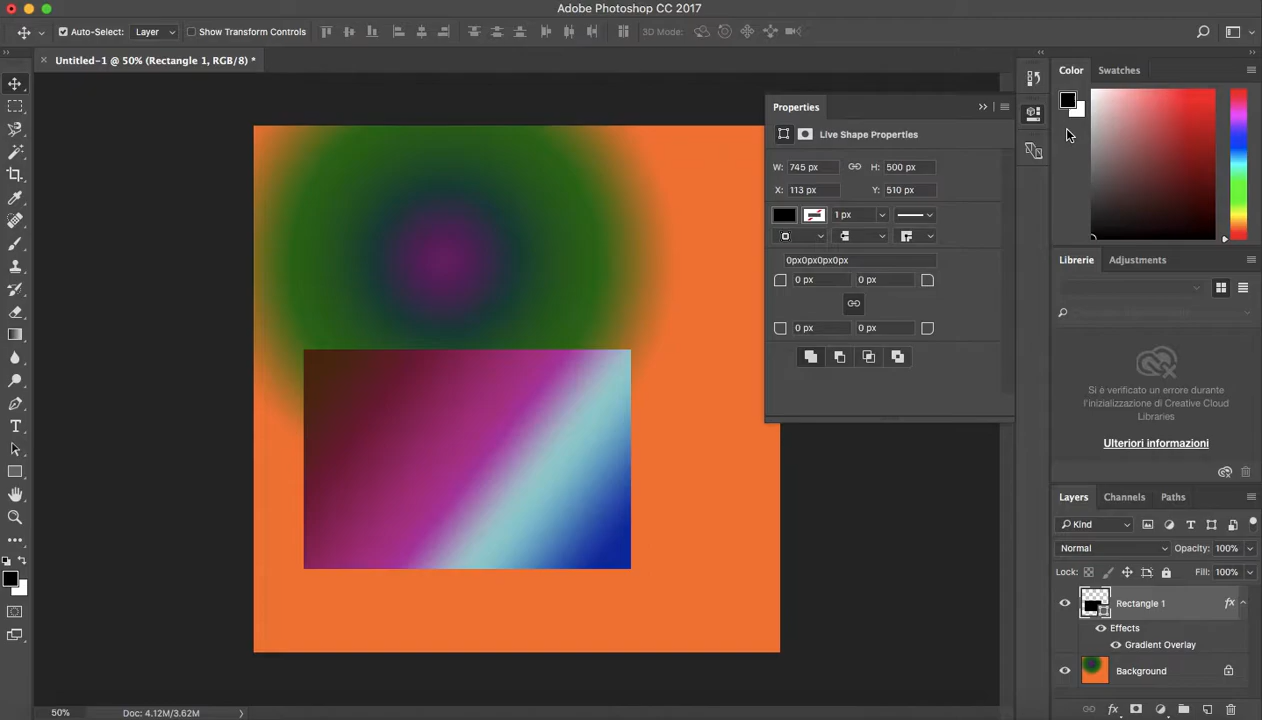 Adobe Photoshop CC 2017
Auto-Select: Layer Show Transform Controls 3D Mode:
Untitled-1 @ 50% (Rectangle 1, RGB/8) *
Properties
Live Shape Properties
W: 745 px H: 500 px
X: 113 px Y: 510 px
1 px
0px0px0px0px
0 px 0 px
0 px 0 px
Color Swatches
Librerie Adjustments
Si è verificato un errore durante
l'inizializzazione di Creative Cloud
Libraries
Ulteriori informazioni
Layers Channels Paths
Kind
Normal Opacity: 100%
Lock: Fill: 100%
Rectangle 1 fx
Effects
Gradient Overlay
Background
fx
50% Doc: 4.12M/3.62M